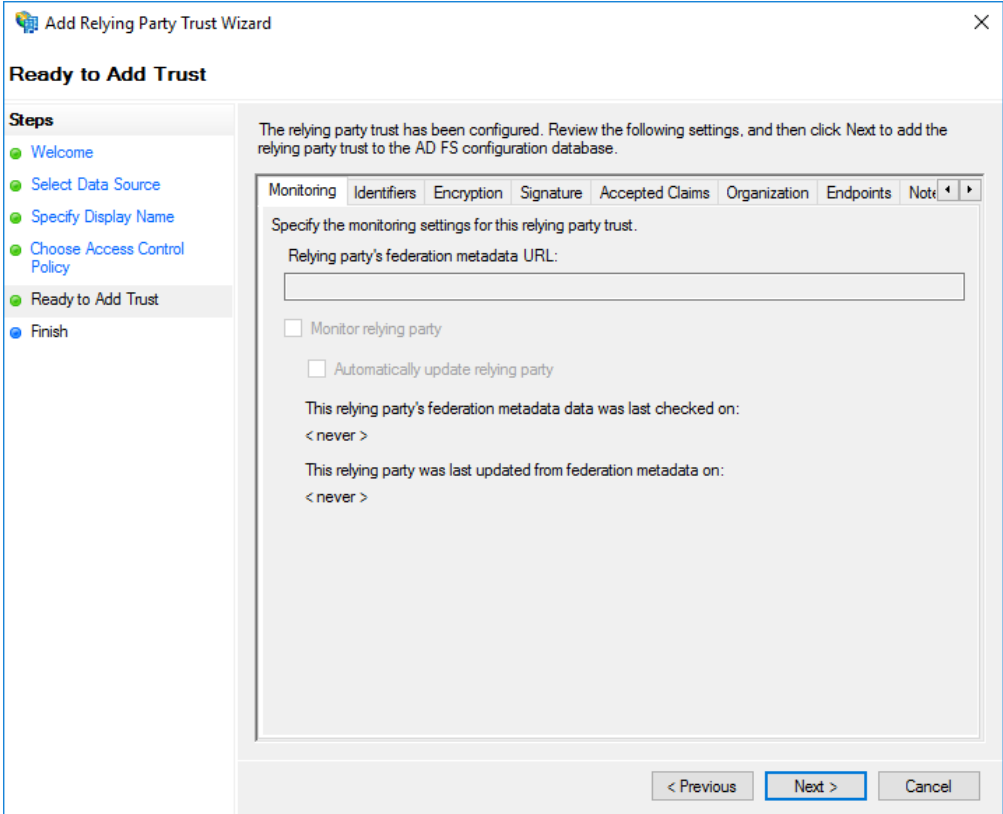 Add Relying Party Trust Wizard
Ready to Add Trust
Steps
Welcome
Select Data Source
Specify Display Name
Choose Access Control
Policy
Ready to Add Trust
Finish
The relying party trust has been configured. Review the following settings, and then click Next to add the
relying party trust to the AD FS configuration database.
Monitoring Identifiers Encryption Signature Accepted Claims Organization Endpoints Note
Specify the monitoring settings for this relying party trust.
Relying party's federation metadata URL:
Monitor relying party
Automatically update relying party
This relying party's federation metadata data was last checked on:
< never >
This relying party was last updated from federation metadata on:
< never >
< Previous Next > Cancel